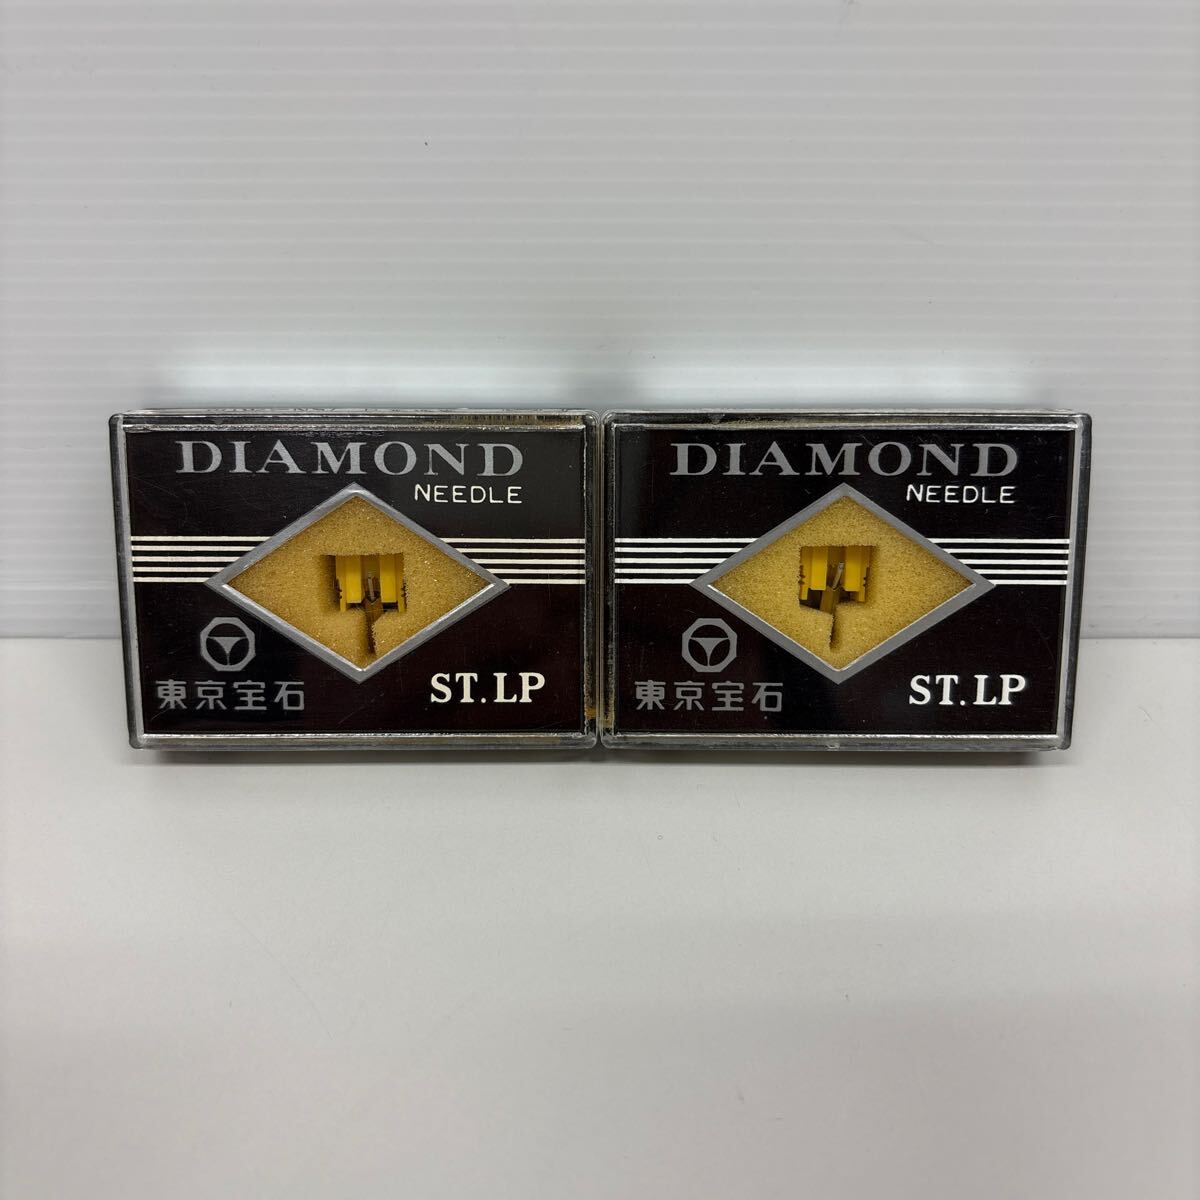 DIAMOND
NEEDLE
東京宝石
ST.LP
DIAMOND
NEEDLE
東京宝石
ST.LP